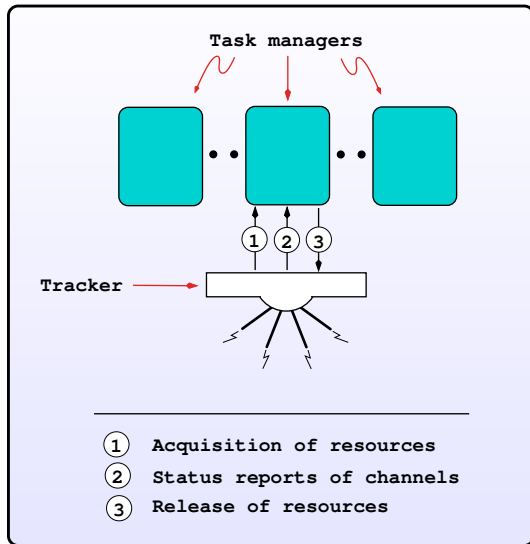 Task managers
1 2 3
Tracker
1 Acquisition of resources
2 Status reports of channels
3 Release of resources